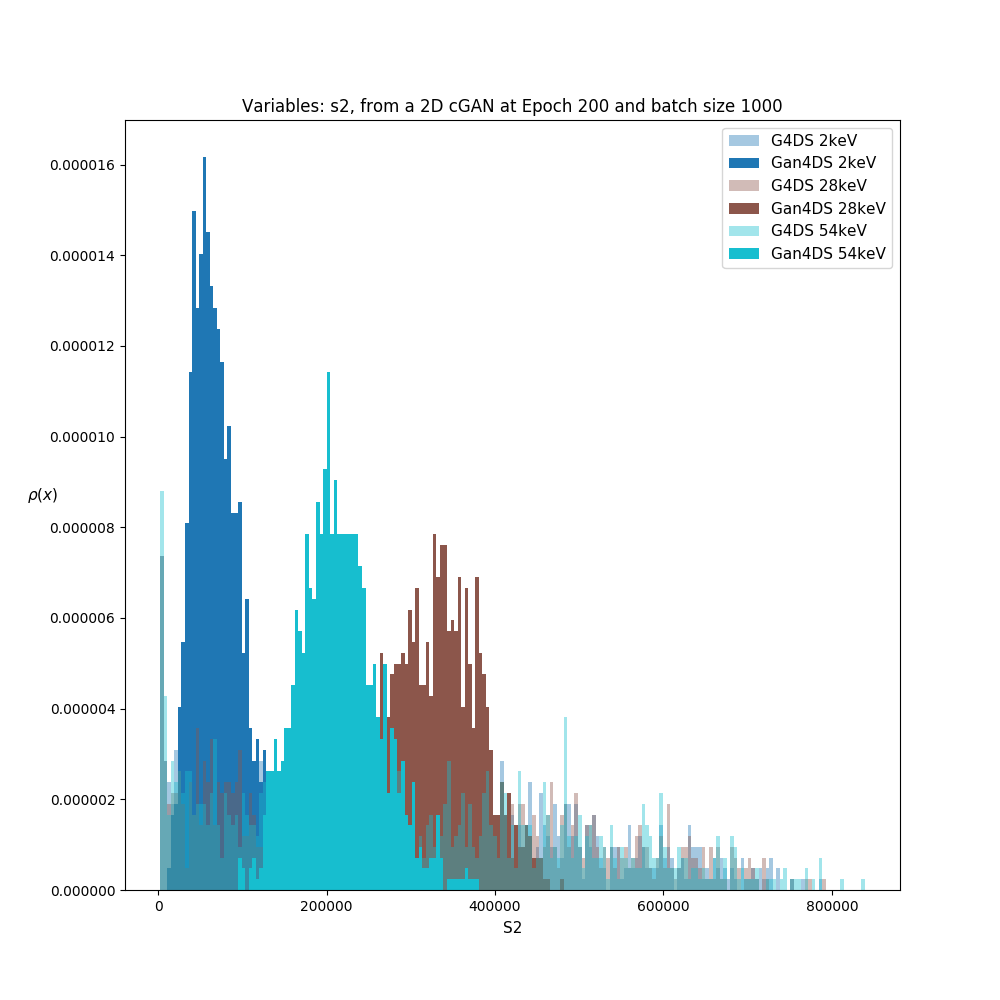 Variables: s2, from a 2D cGAN at Epoch 200 and batch size 1000
G4DS 2keV
Gan4DS 2keV
G4DS 28keV
Gan4DS 28keV
G4DS 54keV
Gan4DS 54keV
0.000016
0.000014
0.000012
0.000010
ρ(x)
0.000008
0.000006
0.000004
0.000002
0.000000
0 200000 400000 600000 800000
S2